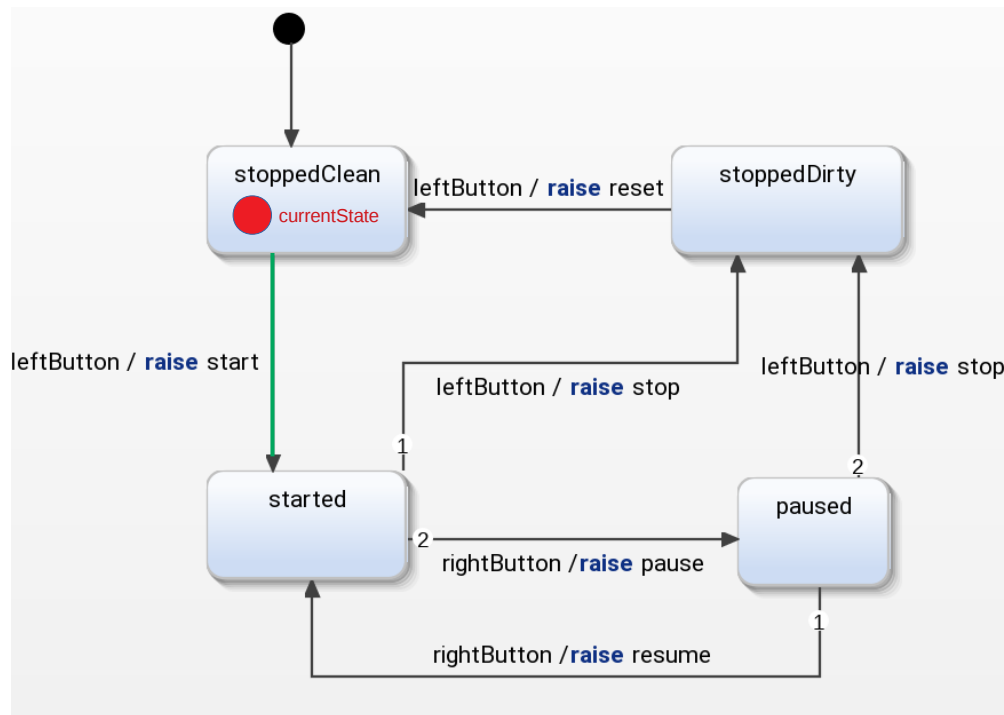 stoppedClean
currentState
leftButton / raise reset
stoppedDirty
leftButton / raise start
leftButton / raise stop
leftButton / raise stop
1
2
started
paused
2
rightButton /raise pause
1
rightButton /raise resume